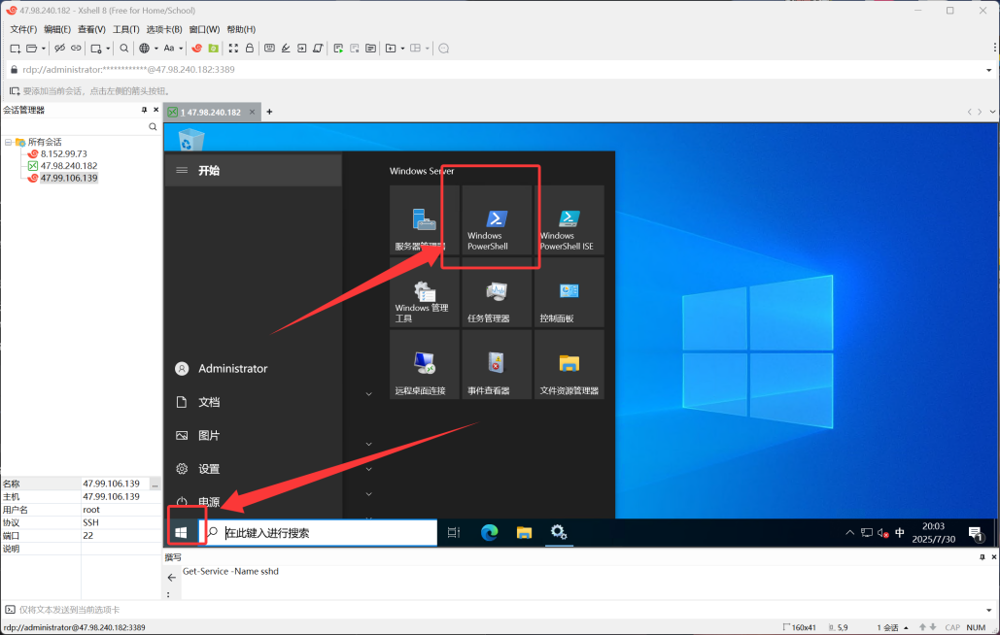 47.98.240.182 - Xshell 8 (Free for Home/School)
文件(F) 编辑(E) 查看(V) 工具(T) 选项卡(B) 窗口(W) 帮助(H)
Aa
rdp://administrator:************@47.98.240.182:3389
要添加当前会话，点击左侧的箭头按钮。
会话管理器
1 47.98.240.182
所有会话
8.152.99.73
47.98.240.182
47.99.106.139
开始
Windows Server
服务器管理器
Windows PowerShell
Windows PowerShell ISE
Windows 管理工具
任务管理器
控制面板
远程桌面连接
事件查看器
文件资源管理器
Administrator
文档
图片
设置
电源
在此键入进行搜索
中
20:03
2025/7/30
1
名称 47.99.106.139 ...
主机 47.99.106.139
用户名 root
协议 SSH
端口 22
说明
撰写
Get-Service -Name sshd
仅将文本发送到当前选项卡
rdp://administrator@47.98.240.182:3389
160x41 5,9 1 会话 CAP NUM